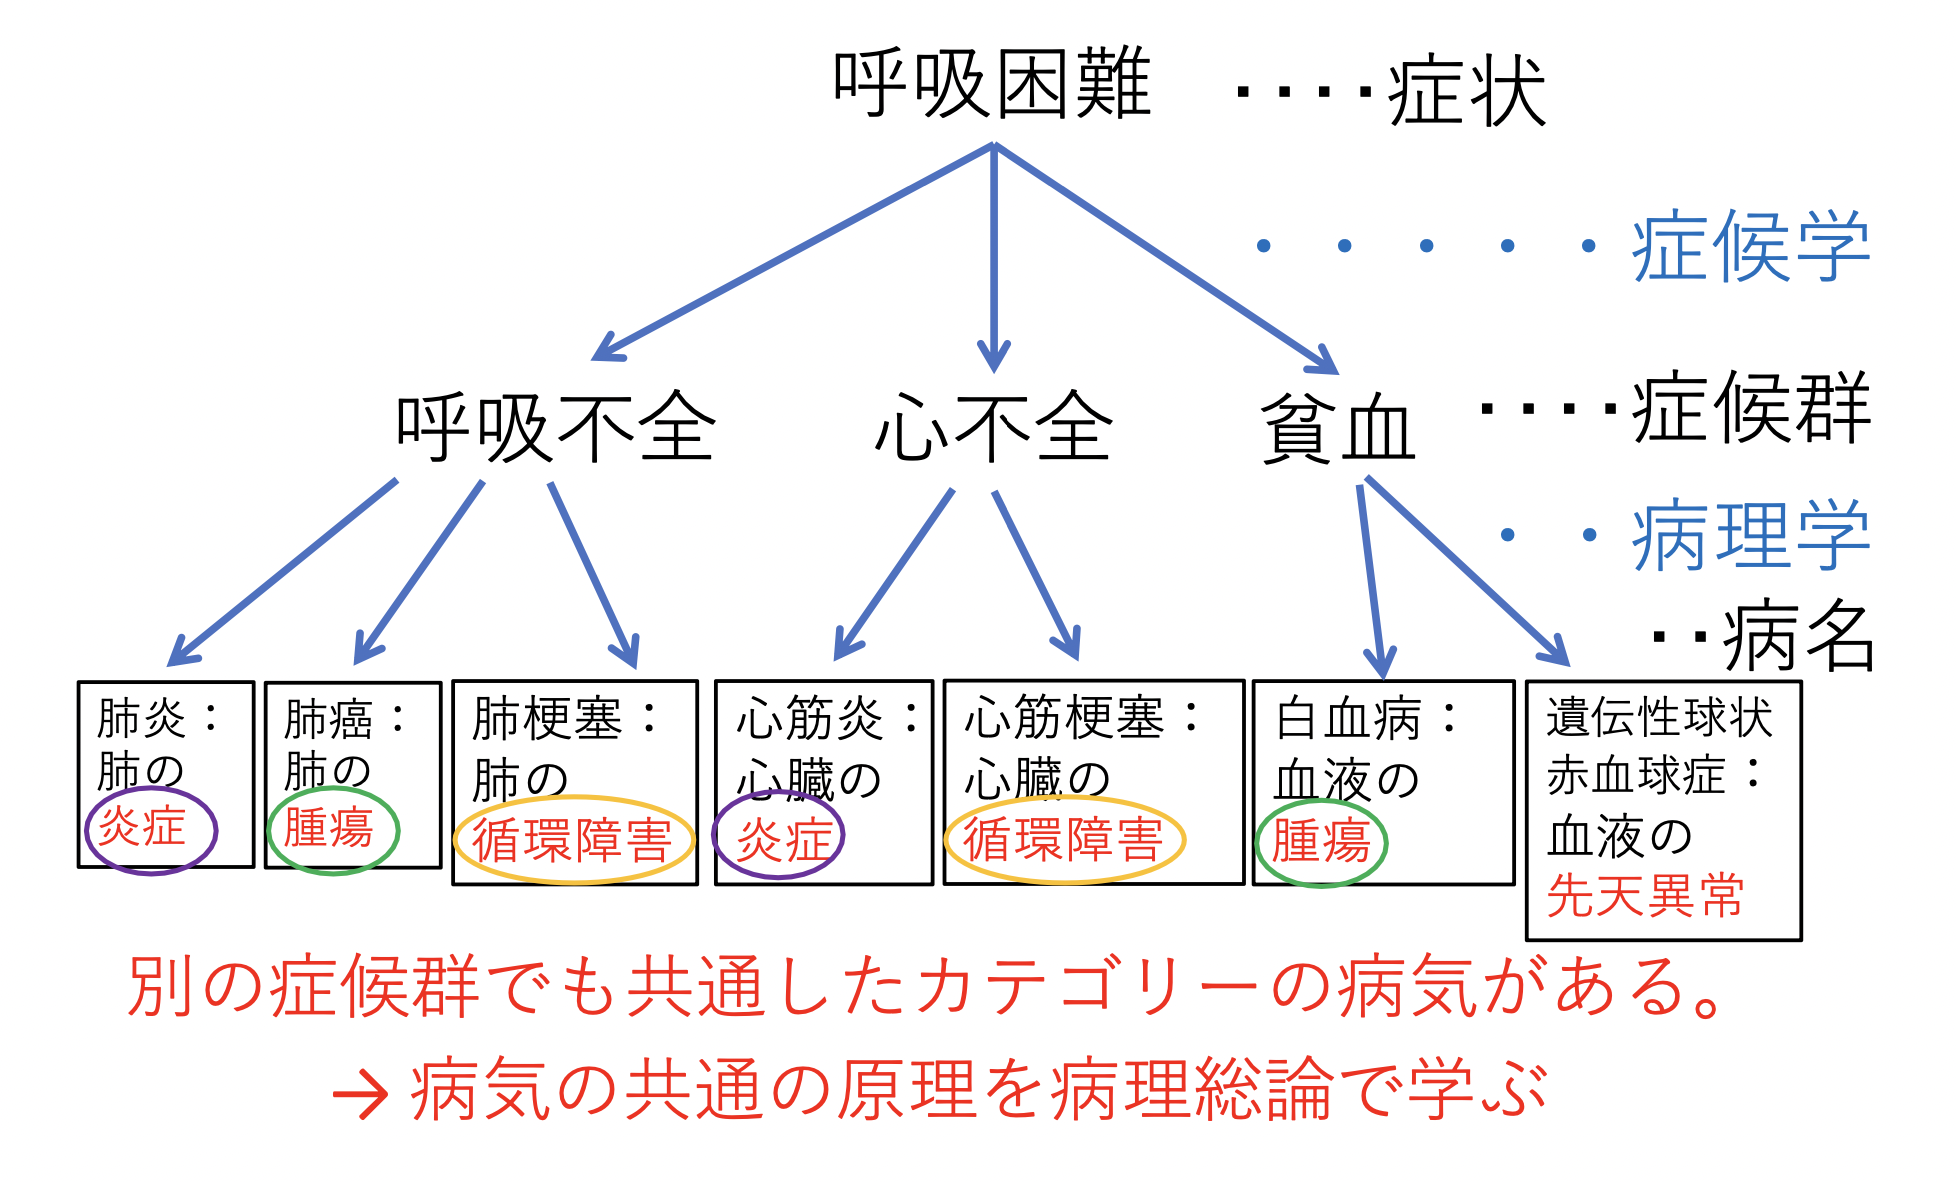 呼吸困難 ････症状
・・・・・症候学
呼吸不全 心不全 貧血 ････症候群
・・病理学
‥病名
肺炎：
肺の
炎症
肺癌：
肺の
腫瘍
肺梗塞：
肺の
循環障害
心筋炎：
心臓の
炎症
心筋梗塞：
心臓の
循環障害
白血病：
血液の
腫瘍
遺伝性球状
赤血球症：
血液の
先天異常
別の症候群でも共通したカテゴリーの病気がある。
→病気の共通の原理を病理総論で学ぶ